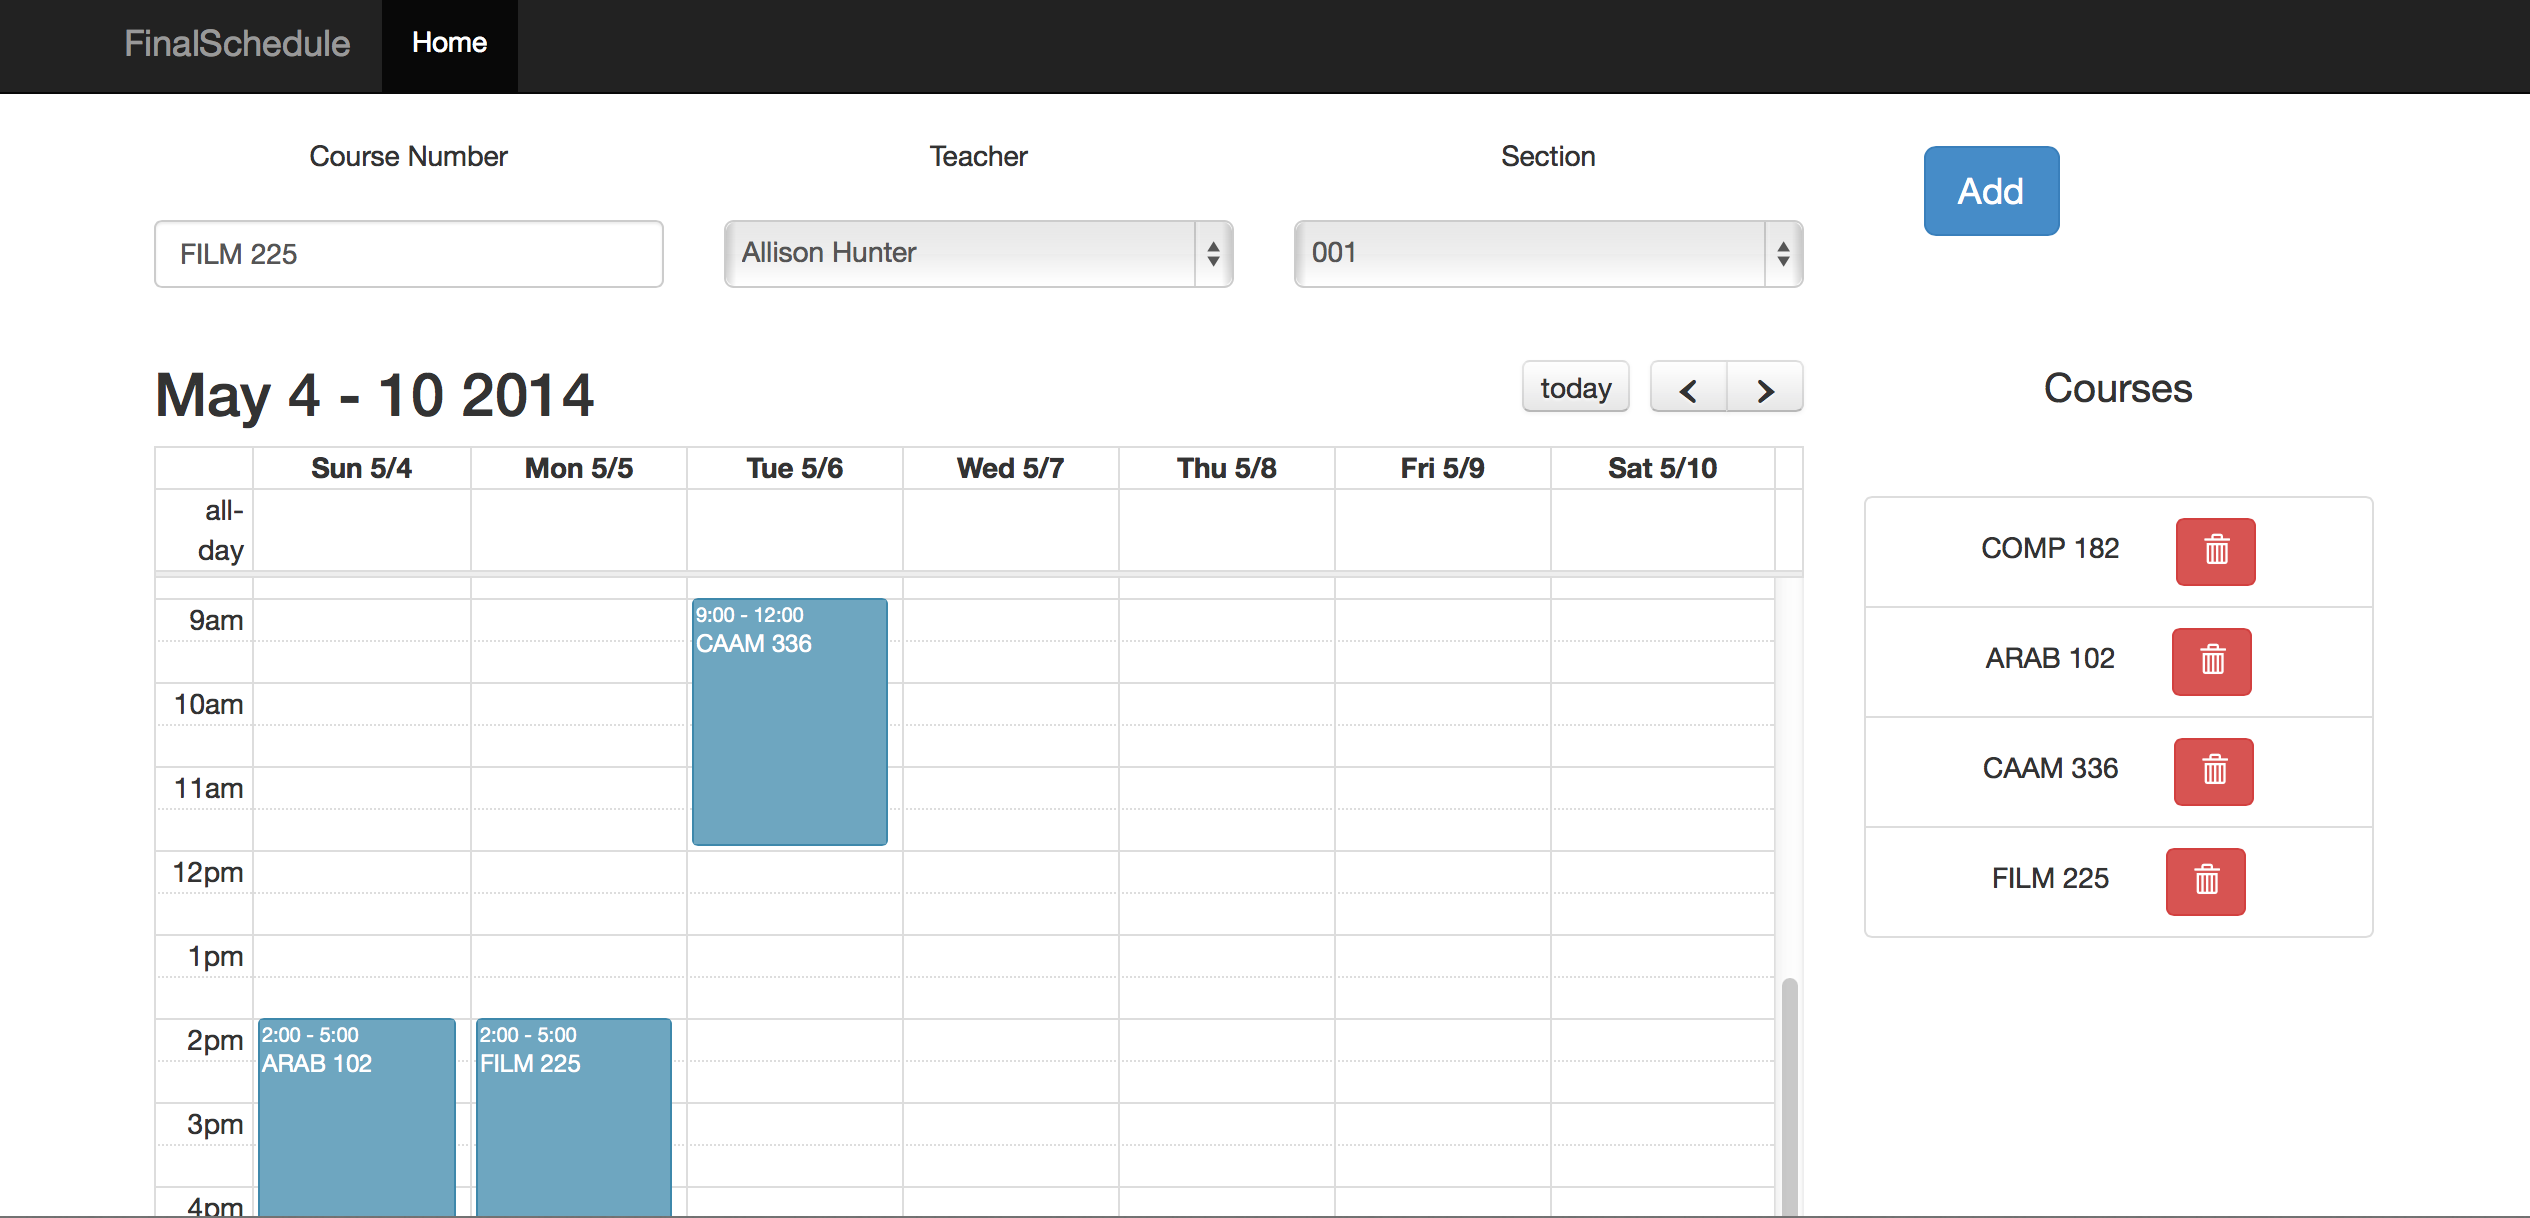 FinalSchedule Home
Course Number Teacher Section Add
FILM 225 Allison Hunter 001
May 4 - 10 2014 today Courses
Sun 5/4 Mon 5/5 Tue 5/6 Wed 5/7 Thu 5/8 Fri 5/9 Sat 5/10
all-
day
COMP 182
9am
9:00 - 12:00
CAAM 336
ARAB 102
10am
11am
CAAM 336
12pm
FILM 225
1pm
2pm
2:00 - 5:00 2:00 - 5:00
ARAB 102 FILM 225
3pm
4pm